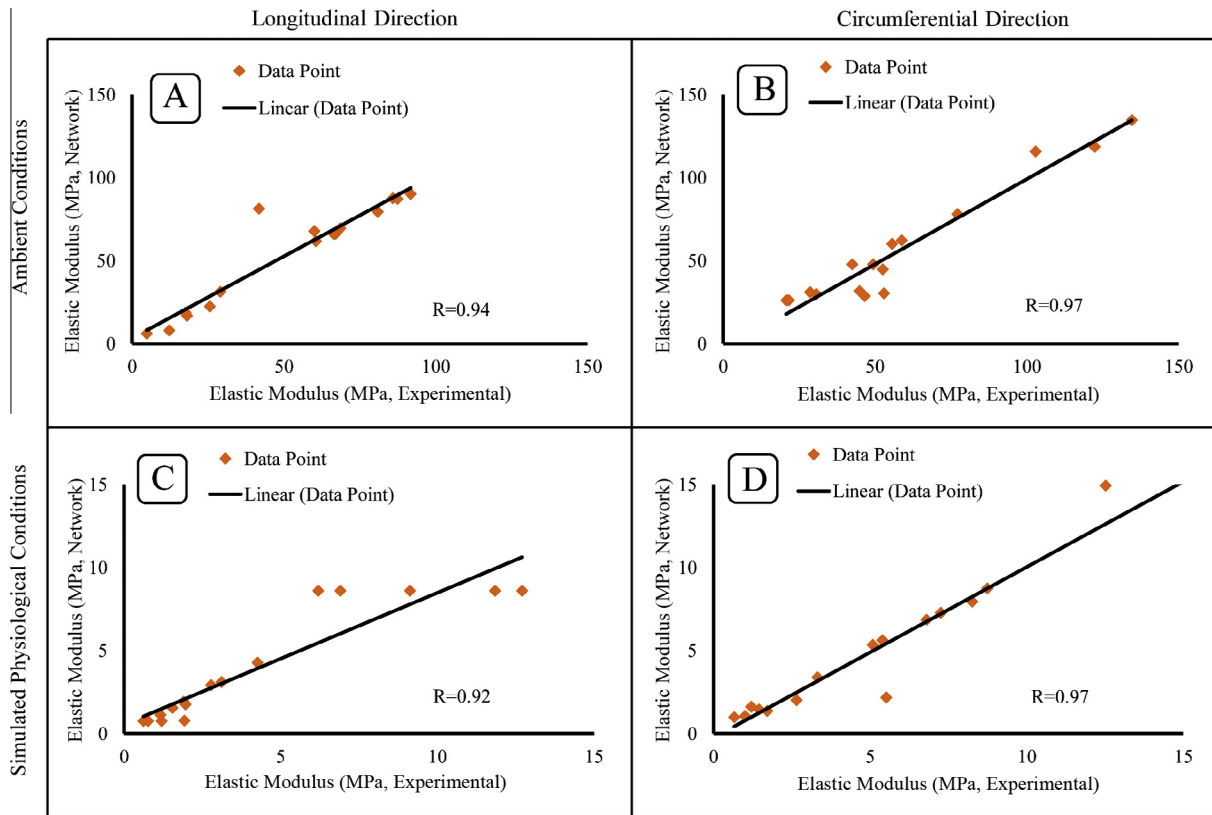 Longitudinal Direction
Circumferential Direction
Ambient Conditions
A
Data Point
Linear (Data Point)
Elastic Modulus (MPa, Network)
150
100
50
0
R=0.94
0 50 100 150
Elastic Modulus (MPa, Experimental)
B
Data Point
Linear (Data Point)
Elastic Modulus (MPa, Network)
150
100
50
0
R=0.97
0 50 100 150
Elastic Modulus (MPa, Experimental)
Simulated Physiological Conditions
C
Data Point
Linear (Data Point)
Elastic Modulus (MPa, Network)
15
10
5
0
R=0.92
0 5 10 15
Elastic Modulus (MPa, Experimental)
D
Data Point
Linear (Data Point)
Elastic Modulus (MPa, Network)
15
10
5
0
R=0.97
0 5 10 15
Elastic Modulus (MPa, Experimental)